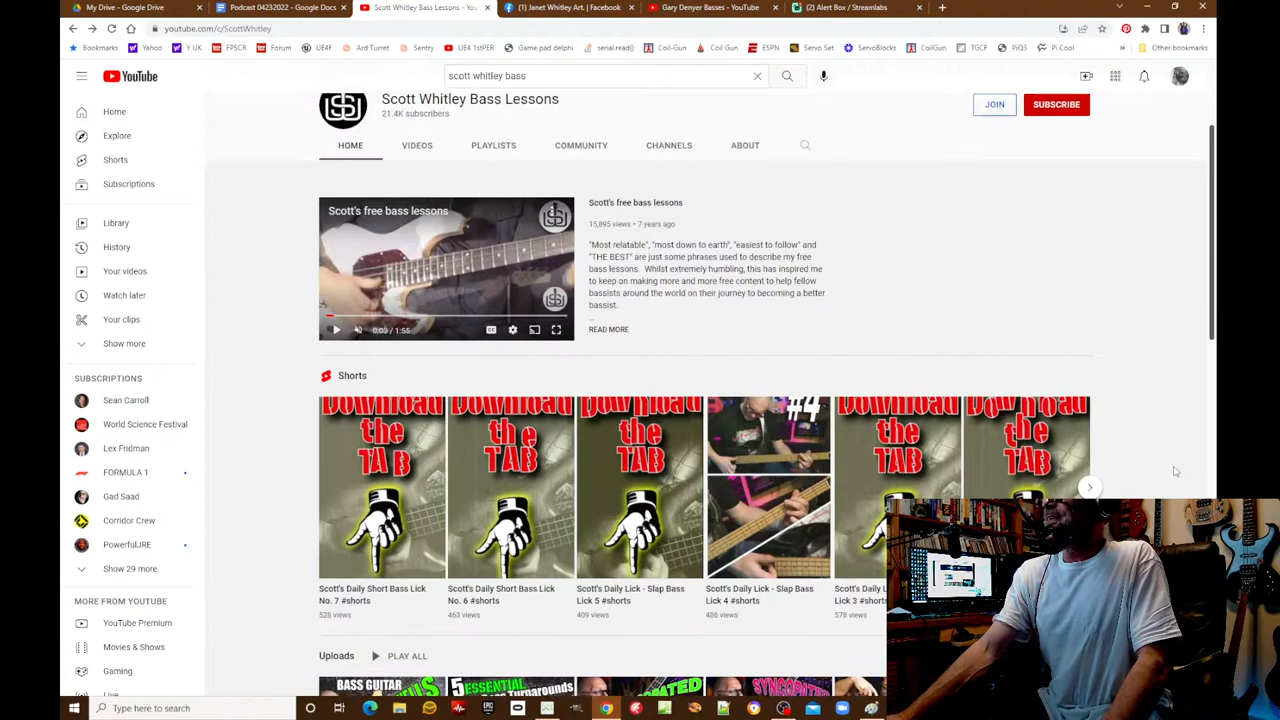 My Drive - Google Drive
Podcast 04232022 - Google Docs
Scott Whitley Bass Lessons - You
(1) Janet Whitley Art. | Facebook
Gary Denyer Basses - YouTube
(2) Alert Box / Streamlabs
youtube.com/c/ScottWhitley
Bookmarks
Yahoo
Y UK
FPSCR
Forum
UE4F
Ard Turret
Sentry
UE4 1stPER
Game pad delphi
serial.read()
Coil-Gun
Coil Gun
ESPN
Servo Set
ServoBlocks
CoilGun
TGCF
PiQ3
Pi Cool
Other bookmarks
YouTube
scott whitley bass
Home
Explore
Shorts
Subscriptions
Library
History
Your videos
Watch later
Your clips
Show more
SUBSCRIPTIONS
Sean Carroll
World Science Festival
Lex Fridman
FORMULA 1
Gad Saad
Corridor Crew
PowerfulJRE
Show 29 more
MORE FROM YOUTUBE
YouTube Premium
Movies & Shows
Gaming
Live
Scott Whitley Bass Lessons
21.4K subscribers
JOIN
SUBSCRIBE
HOME
VIDEOS
PLAYLISTS
COMMUNITY
CHANNELS
ABOUT
Scott's free bass lessons
0:03 / 1:55
Scott's free bass lessons
15,895 views • 7 years ago
"Most relatable", "most down to earth", "easiest to follow" and
"THE BEST" are just some phrases used to describe my free
bass lessons. Whilst extremely humbling, this has inspired me
to keep on making more and more free content to help fellow
bassists around the world on their journey to becoming a better
bassist.
...
READ MORE
Shorts
Download
the
TAB
Download
the
TAB
Download
the
TAB
#4
Download
the
TAB
Download
the
TAB
Scott's Daily Short Bass Lick
No. 7 #shorts
528 views
Scott's Daily Short Bass Lick
No. 6 #shorts
463 views
Scott's Daily Lick - Slap Bass
Lick 5 #shorts
409 views
Scott's Daily Lick - Slap Bass
Lick 4 #shorts
486 views
Scott's D
Lick 3 #shorts
578 views
Uploads
PLAY ALL
BASS GUITAR
5 ESSENTIAL
Type here to search